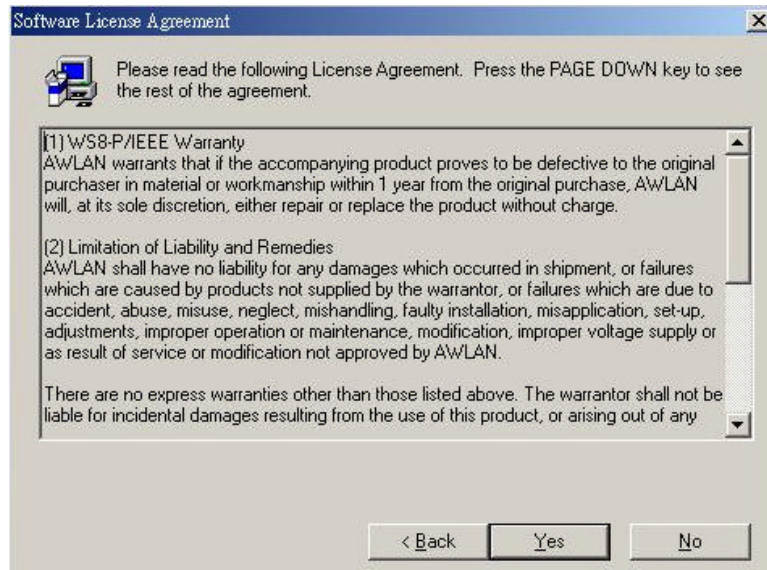 Software License Agreement
Please read the following License Agreement. Press the PAGE DOWN key to see
the rest of the agreement.
(1) WS8-P/IEEE Warranty
AWLAN warrants that if the accompanying product proves to be defective to the original
purchaser in material or workmanship within 1 year from the original purchase, AWLAN
will, at its sole discretion, either repair or replace the product without charge.
(2) Limitation of Liability and Remedies
AWLAN shall have no liability for any damages which occurred in shipment, or failures
which are caused by products not supplied by the warrantor, or failures which are due to
accident, abuse, misuse, neglect, mishandling, faulty installation, misapplication, set-up,
adjustments, improper operation or maintenance, modification, improper voltage supply or
as result of service or modification not approved by AWLAN.
There are no express warranties other than those listed above. The warrantor shall not be
liable for incidental damages resulting from the use of this product, or arising out of any
< Back
Yes
No